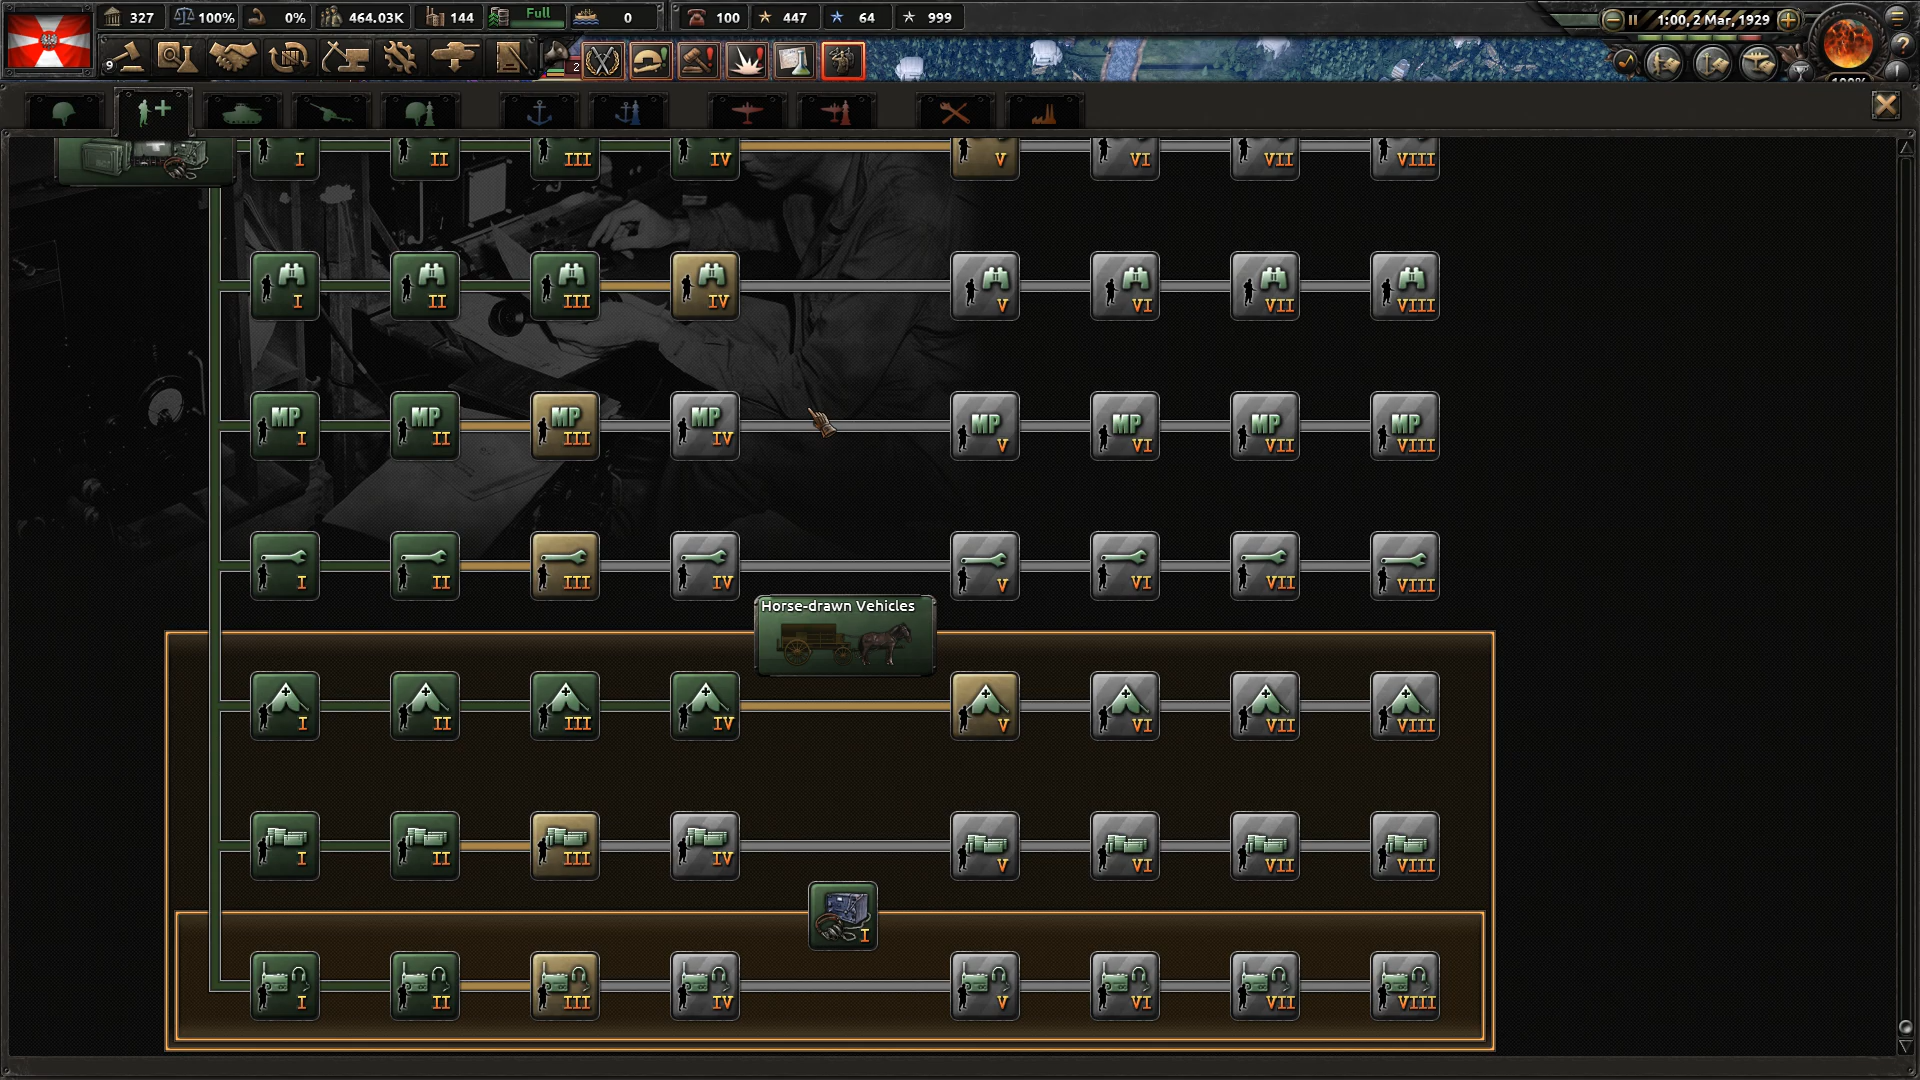 327 100% 0% 464.03K 144 Full 0 100 447 64 999 1:00, 2 Mar, 1929
9 2
I II III IV V VI VII VIII
I II III IV V VI VII VIII
MP I MP II MP III MP IV MP V MP VI MP VII MP VIII
I II III IV V VI VII VIII
Horse-drawn Vehicles
I II III IV V VI VII VIII
I II III IV V VI VII VIII
I
I II III IV V VI VII VIII